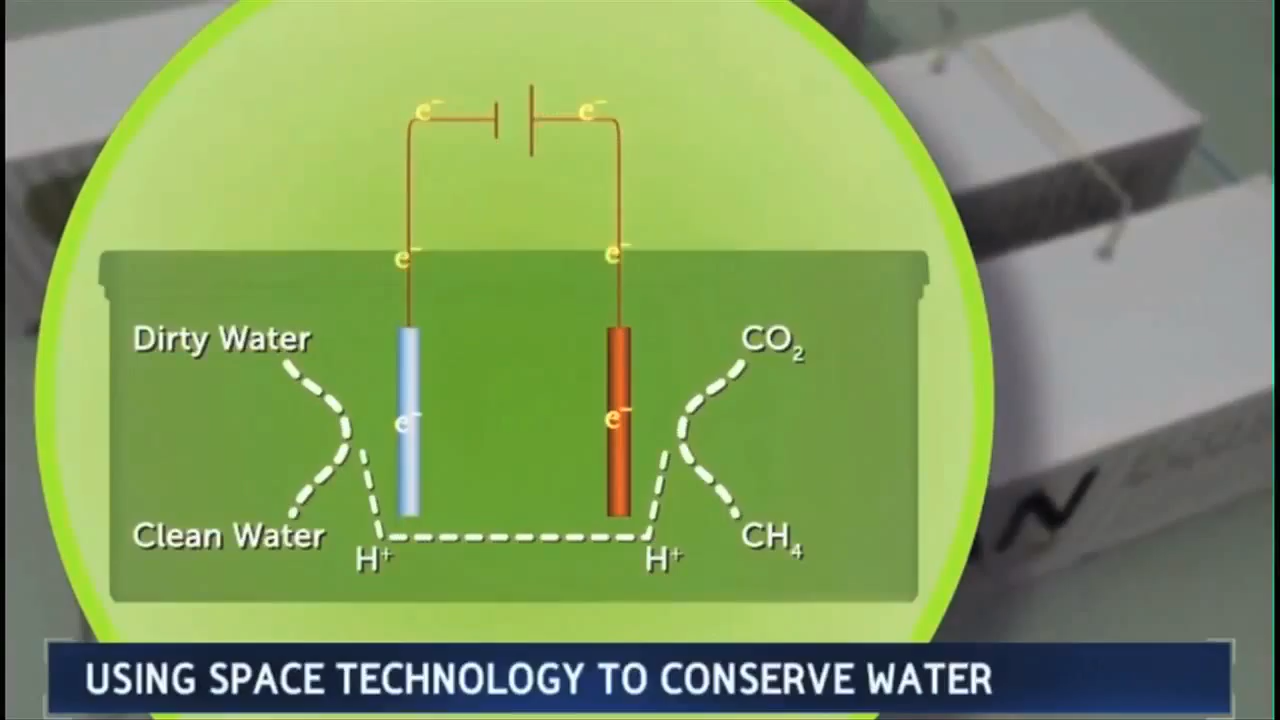 e⁻ e⁻
e⁻ e⁻
Dirty Water CO₂
e⁻ e⁻
Clean Water CH₄
H⁺ H⁺
USING SPACE TECHNOLOGY TO CONSERVE WATER